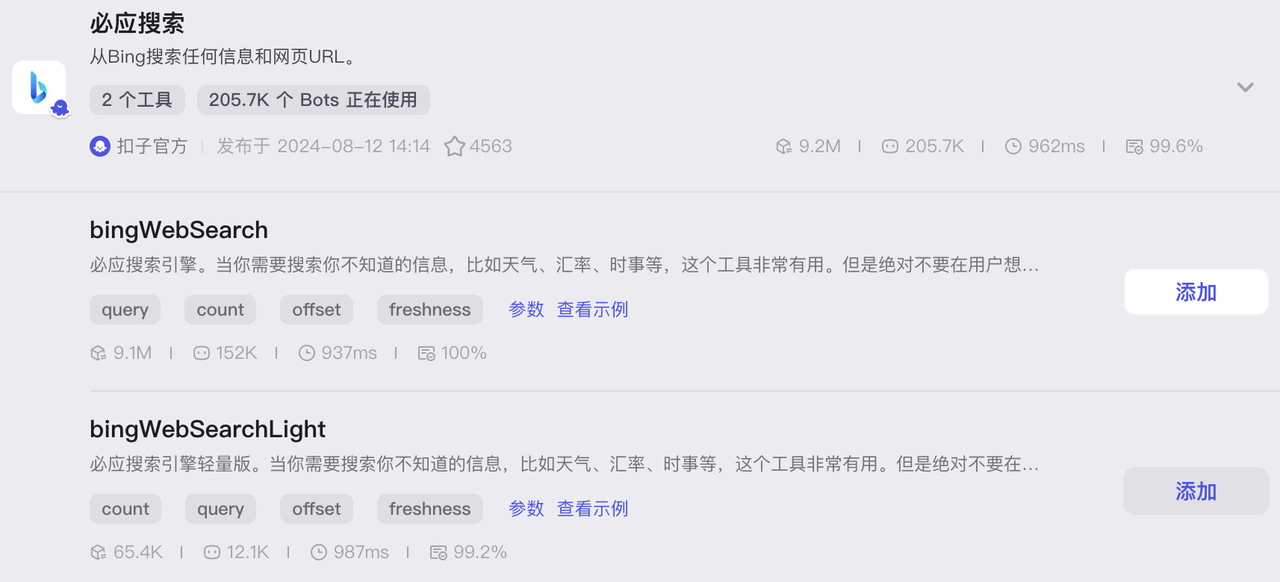 必应搜索
从Bing搜索任何信息和网页URL。
2 个工具 205.7K 个 Bots 正在使用
扣子官方 发布于 2024-08-12 14:14 4563 9.2M 205.7K 962ms 99.6%
bingWebSearch
必应搜索引擎。当你需要搜索你不知道的信息，比如天气、汇率、时事等，这个工具非常有用。但是绝对不要在用户想...
添加
query count offset freshness 参数 查看示例
9.1M 152K 937ms 100%
bingWebSearchLight
必应搜索引擎轻量版。当你需要搜索你不知道的信息，比如天气、汇率、时事等，这个工具非常有用。但是绝对不要在...
添加
count query offset freshness 参数 查看示例
65.4K 12.1K 987ms 99.2%